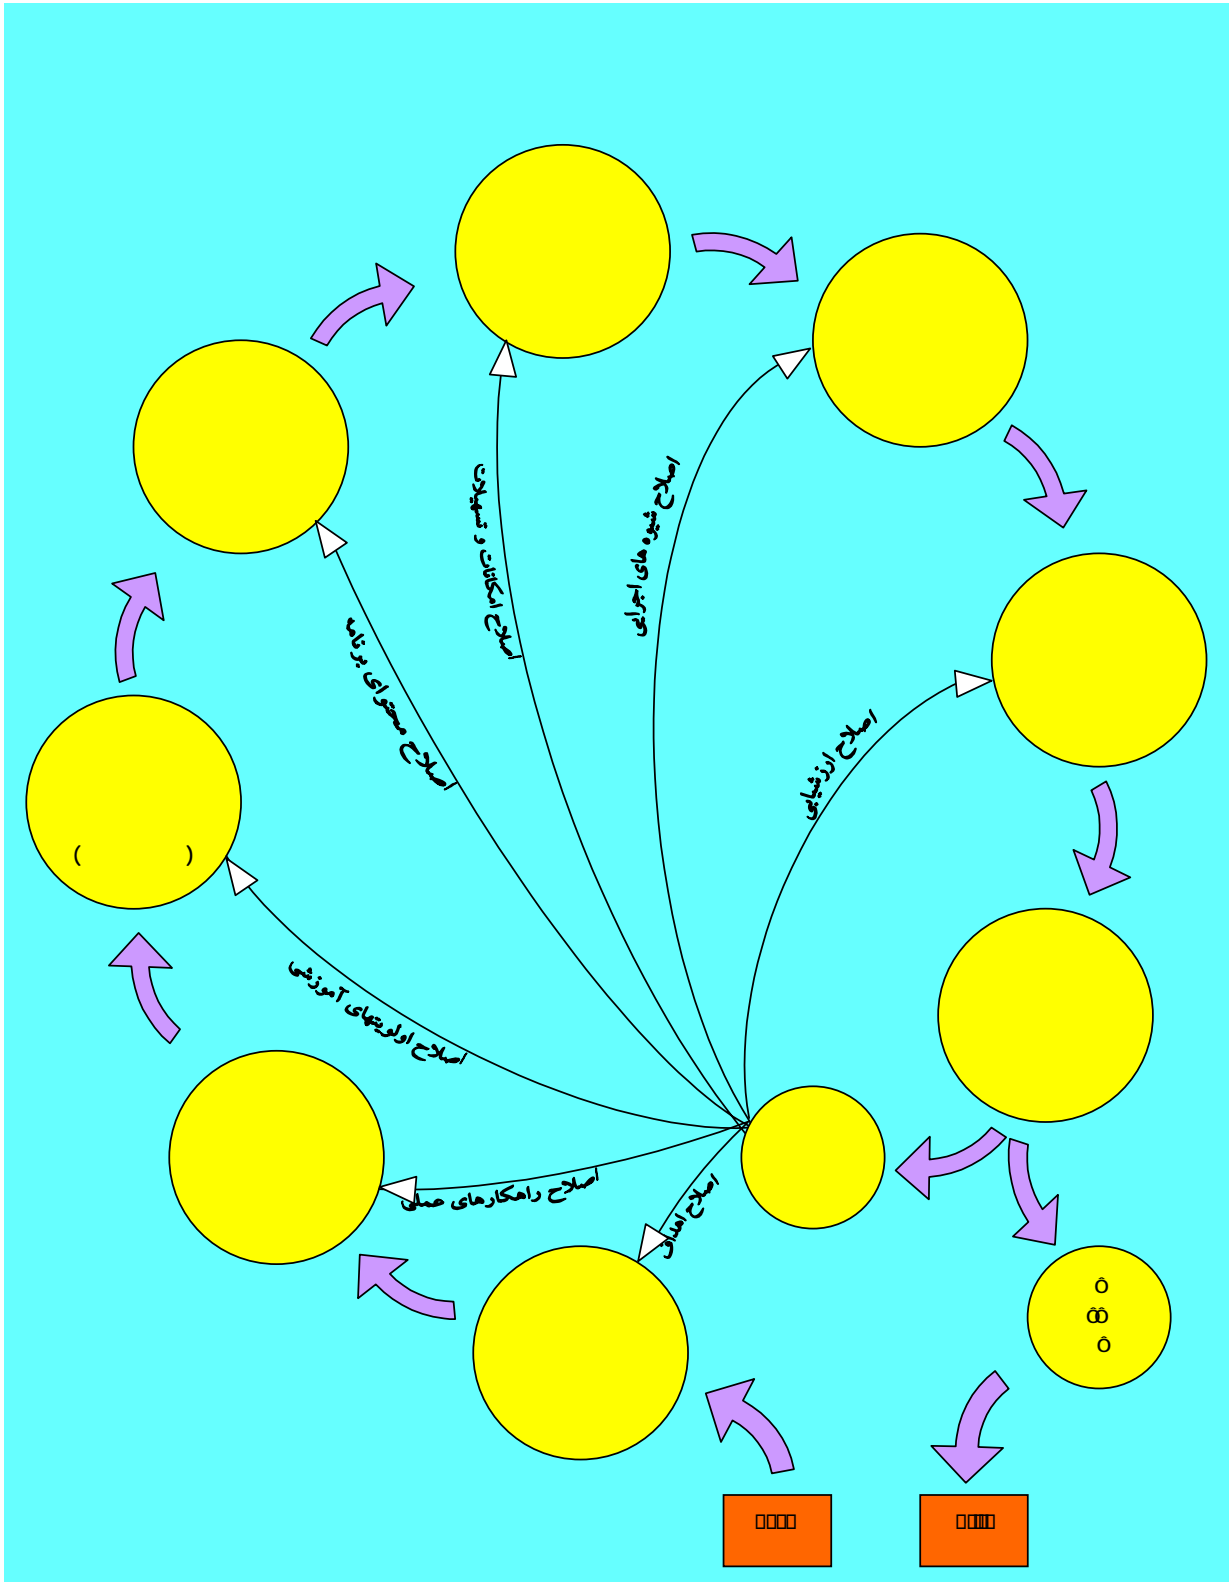 اصلاح شیوه های اجرایی
اصلاح امکانات و تسهیلات
اصلاح محتوای برنامه
اصلاح ارزشیابی
( )
اصلاح اولویتهای آموزشی
اصلاح راهکارهای عملی
اصلاح اهداف
Ô
ÔÔ
Ô